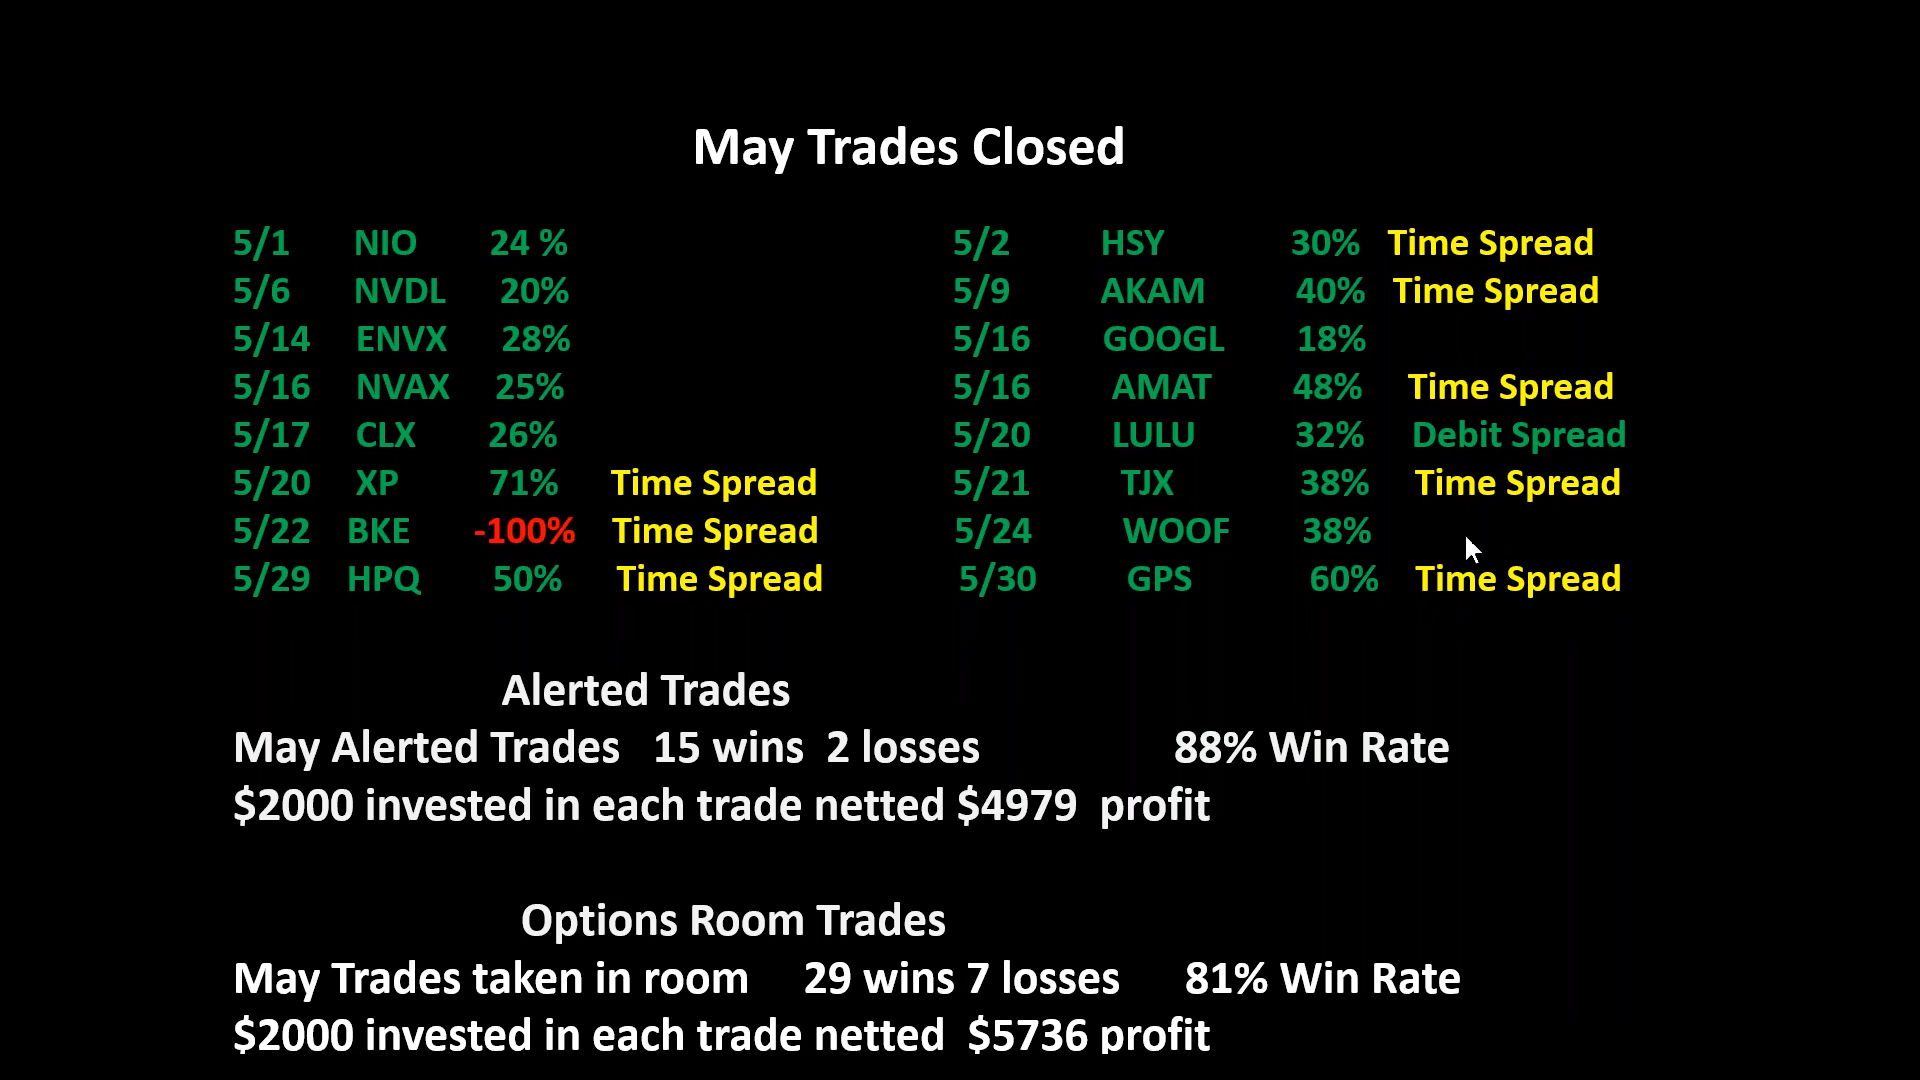 May Trades Closed
5/1 NIO 24 % 5/2 HSY 30% Time Spread
5/6 NVDL 20% 5/9 AKAM 40% Time Spread
5/14 ENVX 28% 5/16 GOOGL 18%
5/16 NVAX 25% 5/16 AMAT 48% Time Spread
5/17 CLX 26% 5/20 LULU 32% Debit Spread
5/20 XP 71% Time Spread 5/21 TJX 38% Time Spread
5/22 BKE -100% Time Spread 5/24 WOOF 38%
5/29 HPQ 50% Time Spread 5/30 GPS 60% Time Spread
Alerted Trades
May Alerted Trades 15 wins 2 losses 88% Win Rate
$2000 invested in each trade netted $4979 profit
Options Room Trades
May Trades taken in room 29 wins 7 losses 81% Win Rate
$2000 invested in each trade netted $5736 profit